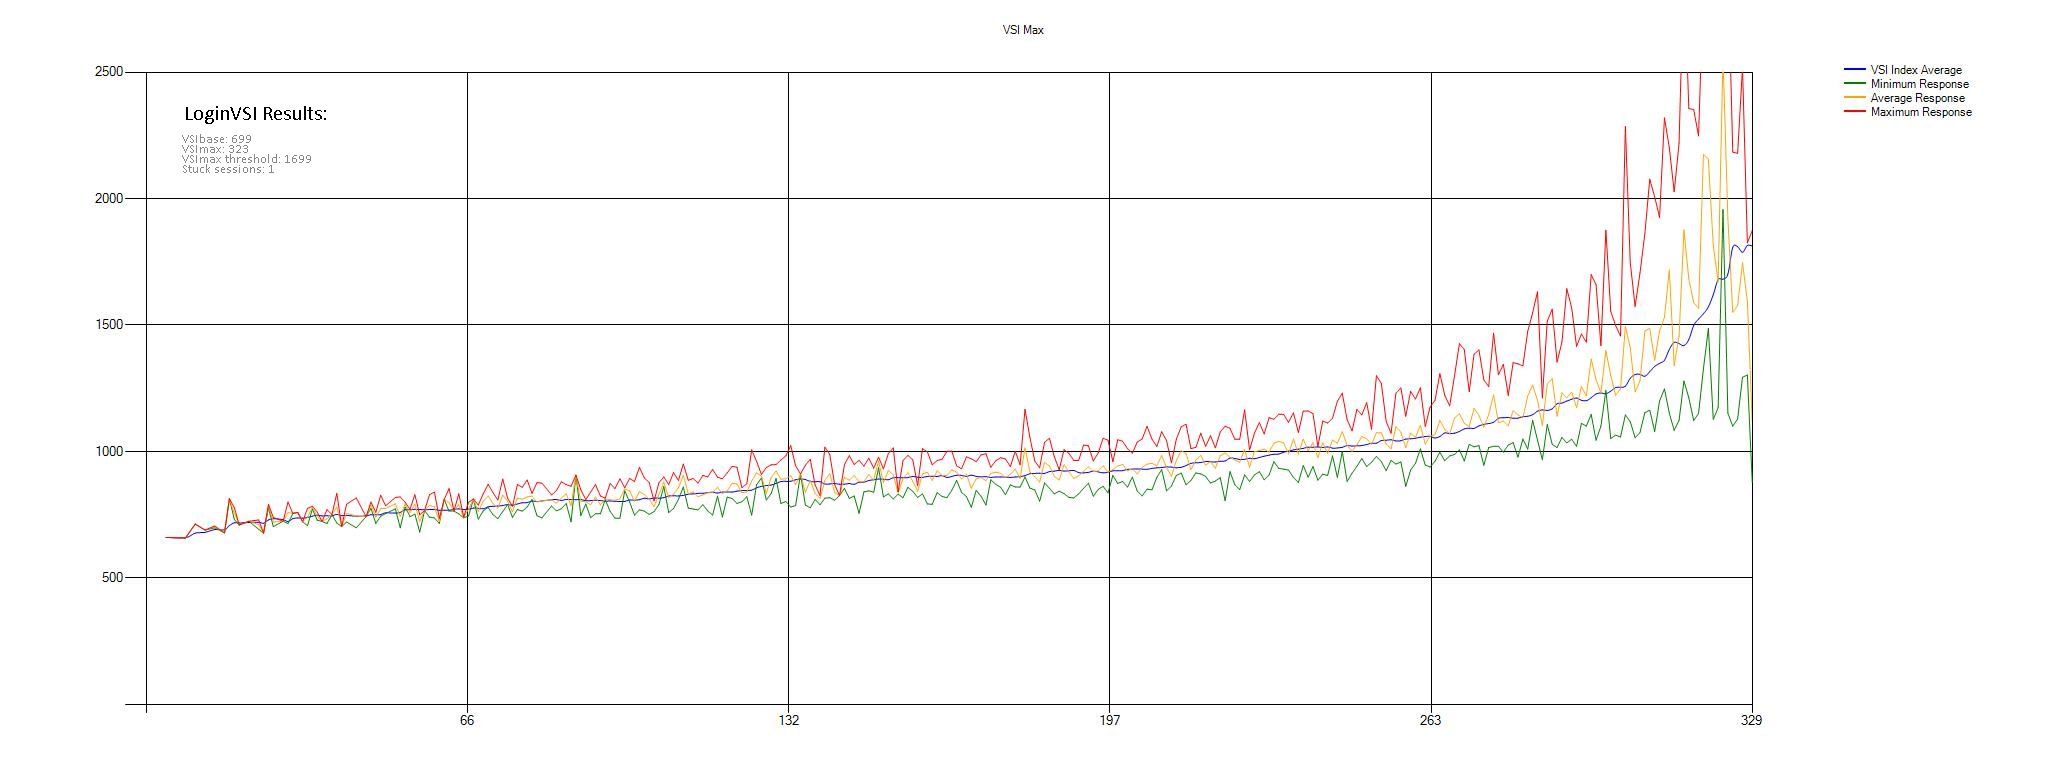 VSI Max
VSI Index Average
Minimum Response
Average Response
Maximum Response
LoginVSI Results:
VSIbase: 699
VSImax: 323
VSImax threshold: 1699
Stuck sessions: 1
2500
2000
1500
1000
500
66
132
197
263
329